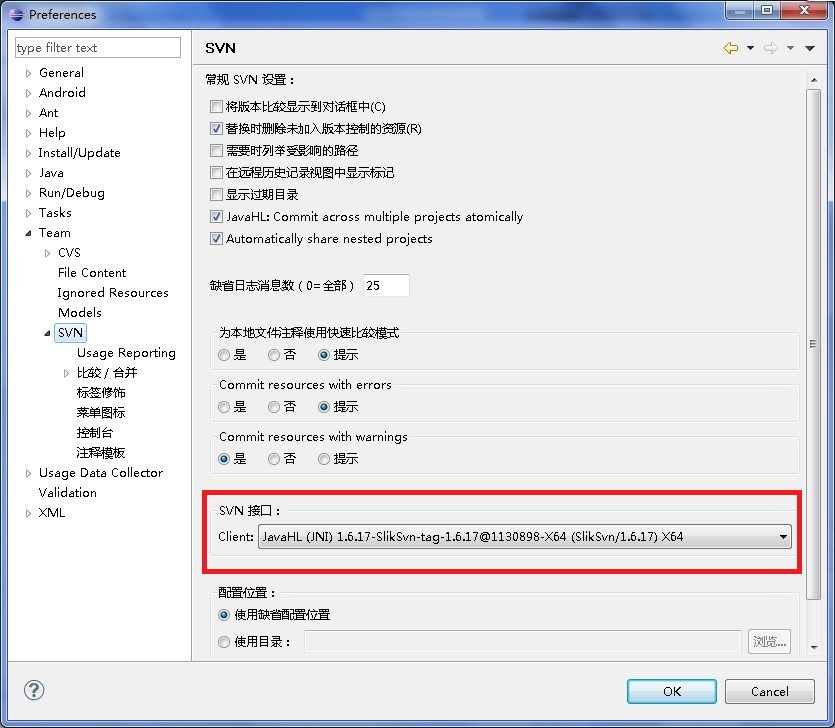 Preferences
type filter text
General
Android
Ant
Help
Install/Update
Java
Run/Debug
Tasks
Team
CVS
File Content
Ignored Resources
Models
SVN
Usage Reporting
比较 / 合并
标签修饰
菜单图标
控制台
注释模板
Usage Data Collector
Validation
XML
SVN
常规 SVN 设置：
将版本比较显示到对话框中(C)
替换时删除未加入版本控制的资源(R)
需要时列举受影响的路径
在远程历史记录视图中显示标记
显示过期目录
JavaHL: Commit across multiple projects atomically
Automatically share nested projects
缺省日志消息数（0=全部） 25
为本地文件注释使用快速比较模式
是 否 提示
Commit resources with errors
是 否 提示
Commit resources with warnings
是 否 提示
SVN 接口：
Client: JavaHL (JNI) 1.6.17-SlikSvn-tag-1.6.17@1130898-X64 (SlikSvn/1.6.17) X64
配置位置：
使用缺省配置位置
使用目录： 浏览...
? OK Cancel